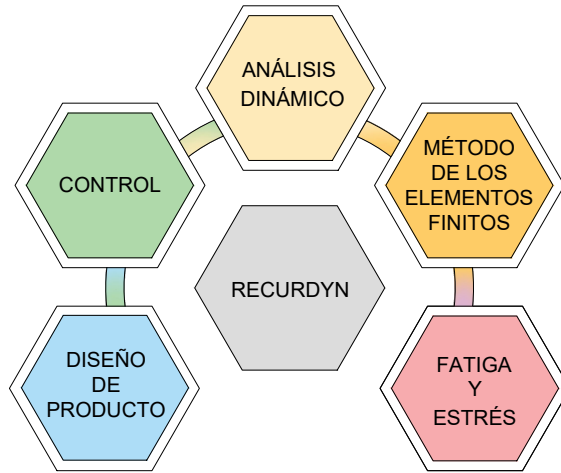 ANÁLISIS
DINÁMICO
CONTROL
MÉTODO
DE LOS
ELEMENTOS
FINITOS
RECURDYN
DISEÑO
DE
PRODUCTO
FATIGA
Y
ESTRÉS